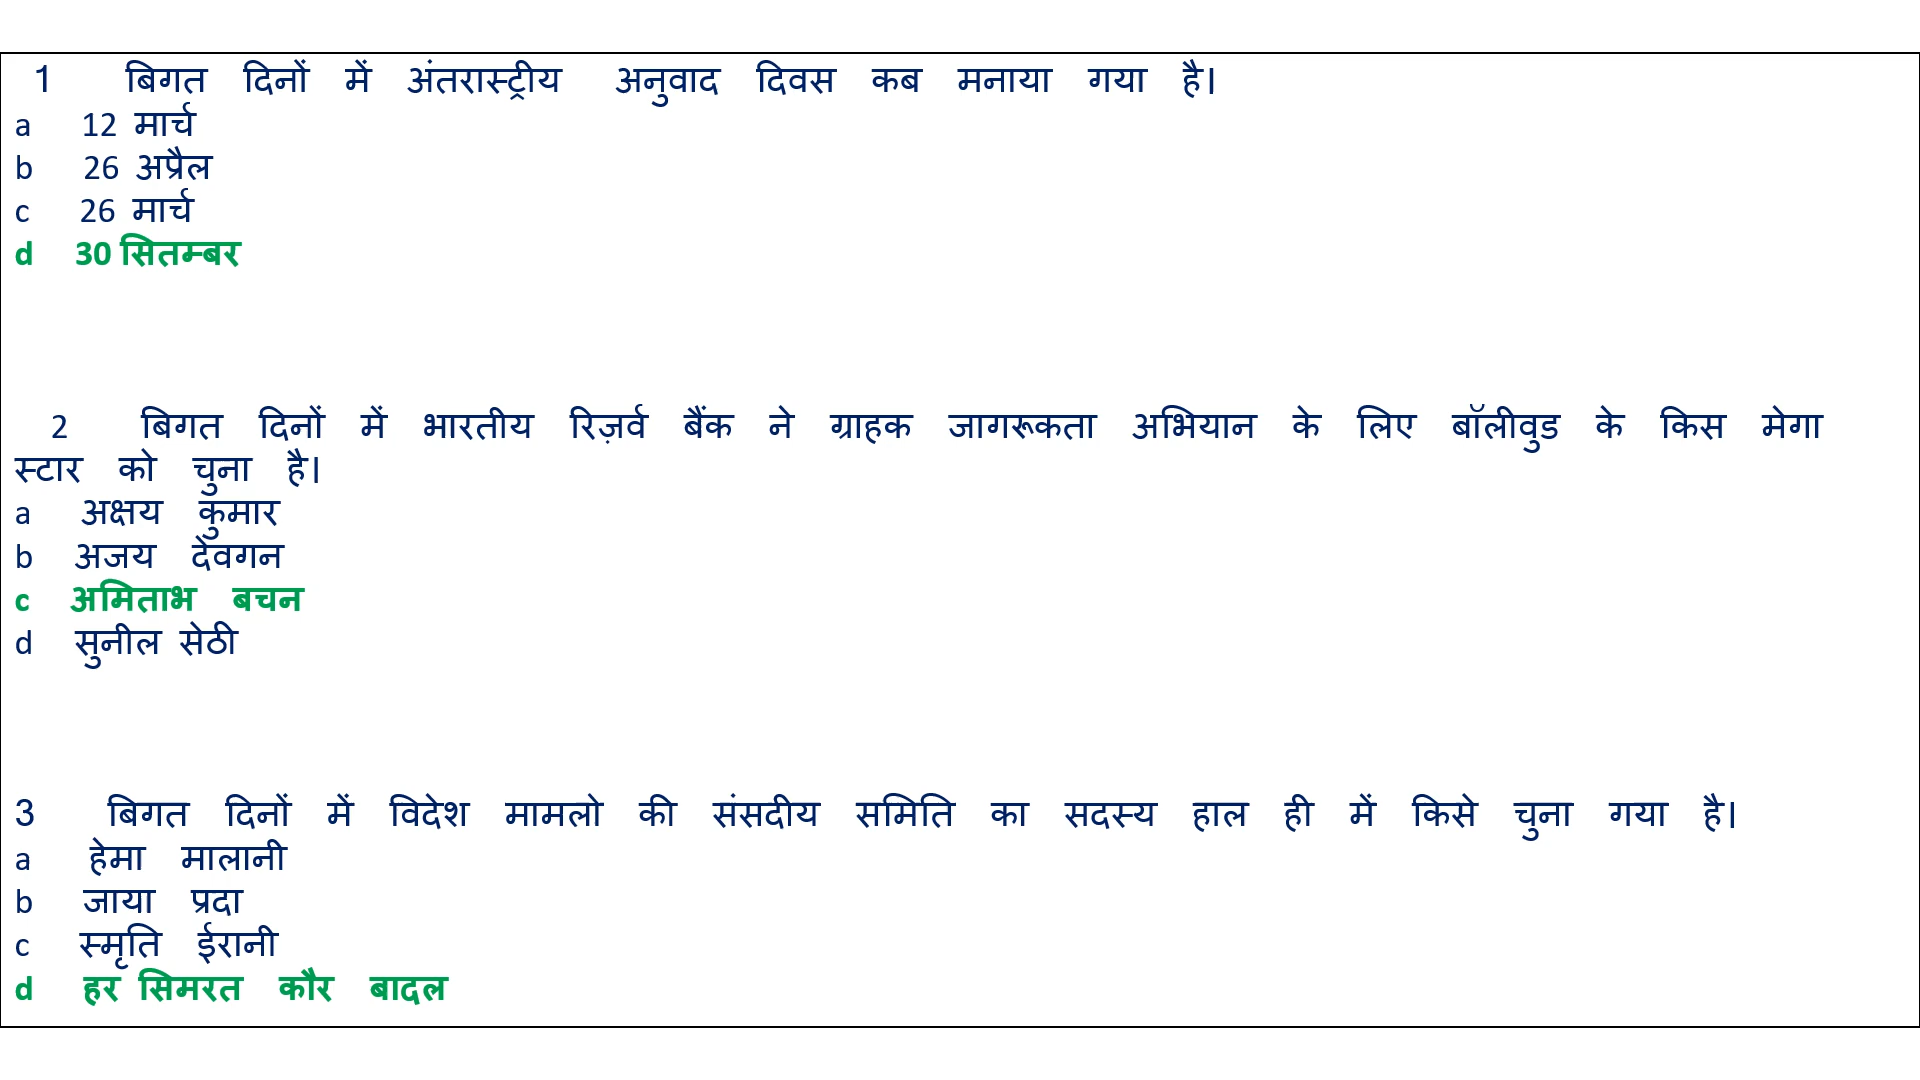 1 बिगत दिनों में अंतरास्ट्रीय अनुवाद दिवस कब मनाया गया है।
a 12 मार्च
b 26 अप्रैल
c 26 मार्च
d 30 सितम्बर
2 बिगत दिनों में भारतीय रिज़र्व बैंक ने ग्राहक जागरूकता अभियान के लिए बॉलीवुड के किस मेगा
स्टार को चुना है।
a अक्षय कुमार
b अजय देवगन
c अमिताभ बचन
d सुनील सेठी
3 बिगत दिनों में विदेश मामलो की संसदीय समिति का सदस्य हाल ही में किसे चुना गया है।
a हेमा मालानी
b जाया प्रदा
c स्मृति ईरानी
d हर सिमरत कौर बादल